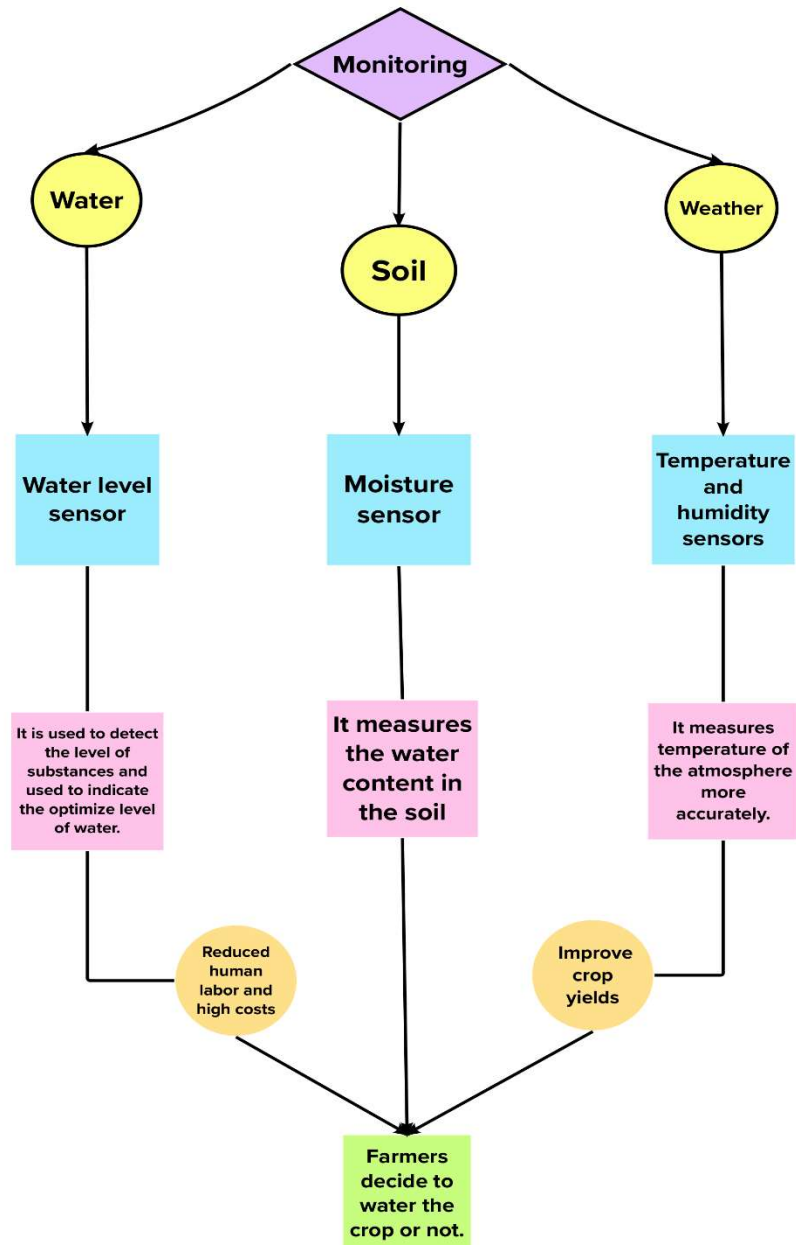 Monitoring
Water
Soil
Weather
Water level
sensor
Moisture
sensor
Temperature
and
humidity
sensors
It is used to detect
the level of
substances and
used to indicate
the optimize level
of water.
It measures
the water
content in
the soil
It measures
temperature of
the atmosphere
more
accurately.
Reduced
human
labor and
high costs
Improve
crop
yields
Farmers
decide to
water the
crop or not.